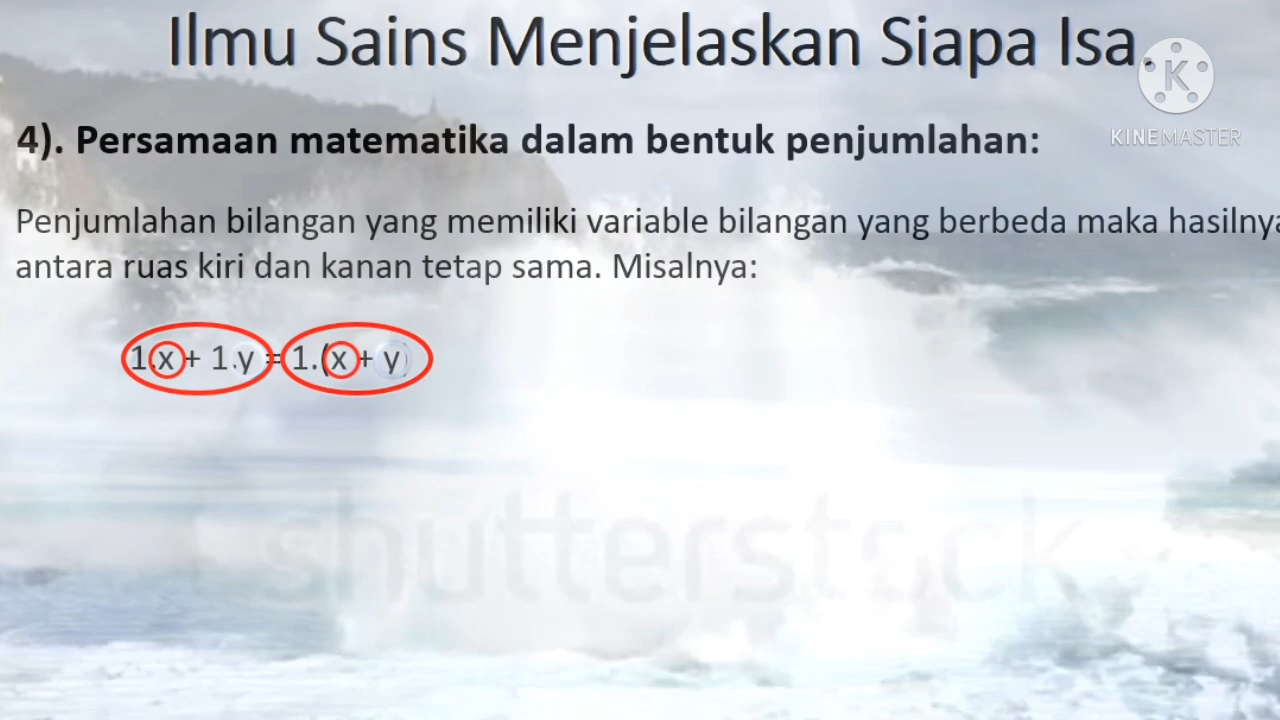 Ilmu Sains Menjelaskan Siapa Isa.
K
KINEMASTER
4). Persamaan matematika dalam bentuk penjumlahan:
Penjumlahan bilangan yang memiliki variable bilangan yang berbeda maka hasilnya
antara ruas kiri dan kanan tetap sama. Misalnya:
1.x + 1.y = 1.(x + y)
shutterstock